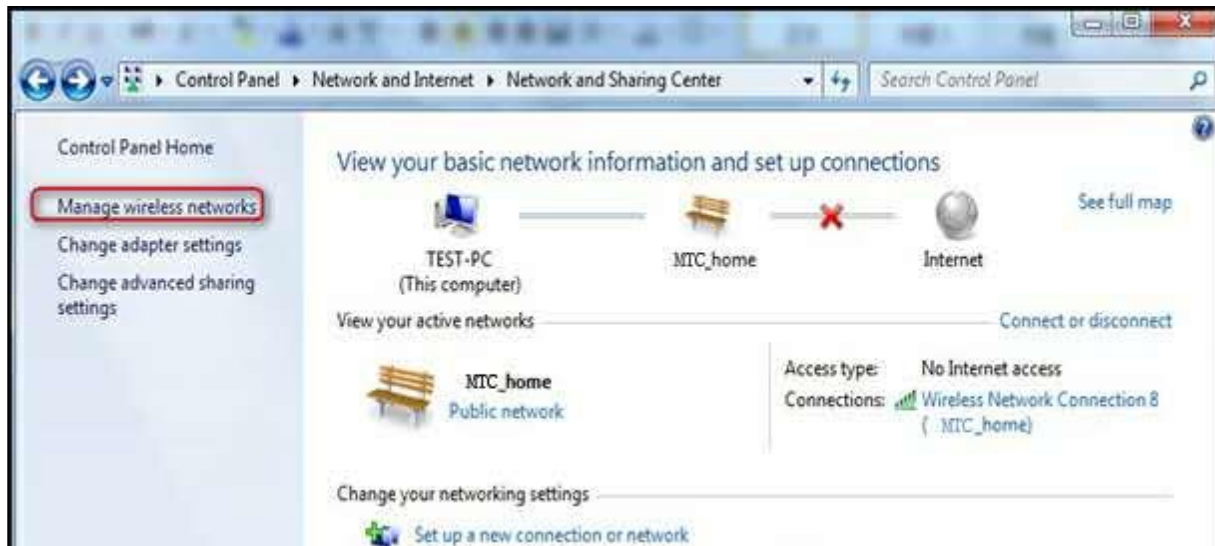 Control Panel ▸ Network and Internet ▸ Network and Sharing Center
Search Control Panel
Control Panel Home
Manage wireless networks
Change adapter settings
Change advanced sharing
settings
View your basic network information and set up connections
See full map
TEST-PC
(This computer)
MTC_home
Internet
View your active networks
Connect or disconnect
MTC_home
Public network
Access type: No Internet access
Connections: Wireless Network Connection 8
( MTC_home)
Change your networking settings
Set up a new connection or network